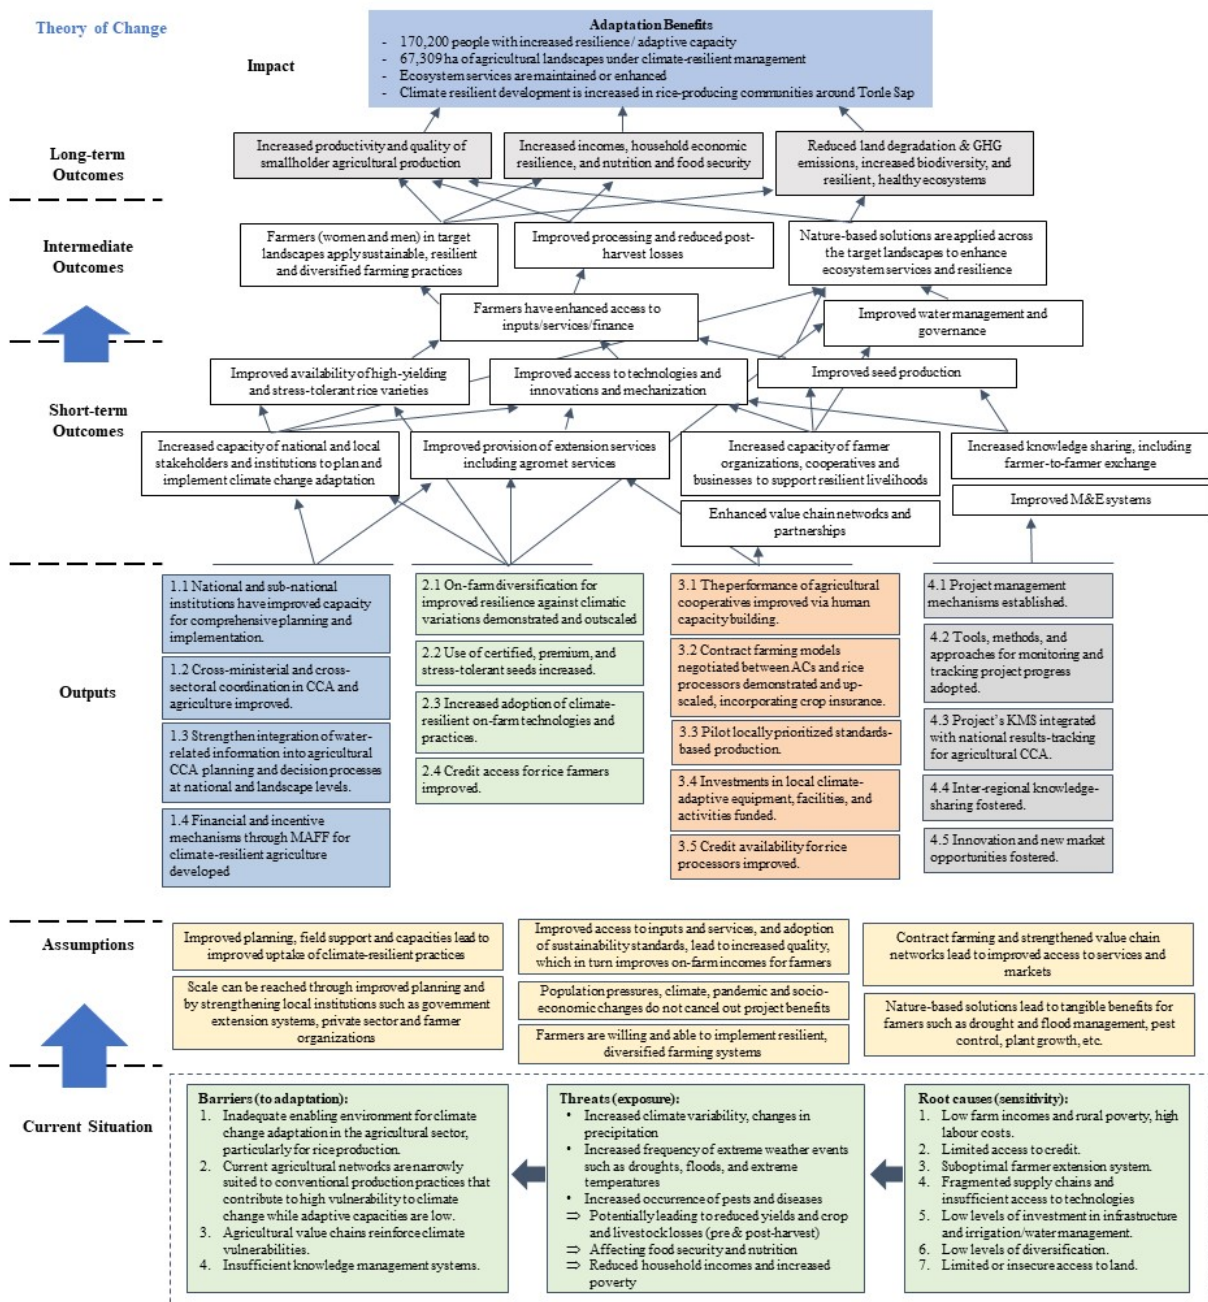 Theory of Change
Adaptation Benefits
- 170,200 people with increased resilience/ adaptive capacity
- 67,309 ha of agricultural landscapes under climate-resilient management
- Ecosystem services are maintained or enhanced
- Climate resilient development is increased in rice-producing communities around Tonle Sap
Impact
Long-term
Outcomes
Increased productivity and quality of
smallholder agricultural production
Increased incomes, household economic
resilience, and nutrition and food security
Reduced land degradation & GHG
emissions, increased biodiversity, and
resilient, healthy ecosystems
Intermediate
Outcomes
Farmers (women and men) in target
landscapes apply sustainable, resilient
and diversified farming practices
Improved processing and reduced post-
harvest losses
Nature-based solutions are applied across
the target landscapes to enhance
ecosystem services and resilience
Farmers have enhanced access to
inputs/services/finance
Improved water management and
governance
Short-term
Outcomes
Improved availability of high-yielding
and stress-tolerant rice varieties
Improved access to technologies and
innovations and mechanization
Improved seed production
Increased capacity of national and local
stakeholders and institutions to plan and
implement climate change adaptation
Improved provision of extension services
including agromet services
Increased capacity of farmer
organizations, cooperatives and
businesses to support resilient livelihoods
Increased knowledge sharing, including
farmer-to-farmer exchange
Improved M&E systems
Enhanced value chain networks and
partnerships
Outputs
1.1 National and sub-national
institutions have improved capacity
for comprehensive planning and
implementation.
1.2 Cross-ministerial and cross-
sectoral coordination in CCA and
agriculture improved.
1.3 Strengthen integration of water-
related information into agricultural
CCA planning and decision processes
at national and landscape levels.
1.4 Financial and incentive
mechanisms through MAFF for
climate-resilient agriculture
developed
2.1 On-farm diversification for
improved resilience against climatic
variations demonstrated and outscaled
2.2 Use of certified, premium, and
stress-tolerant seeds increased.
2.3 Increased adoption of climate-
resilient on-farm technologies and
practices.
2.4 Credit access for rice farmers
improved.
3.1 The performance of agricultural
cooperatives improved via human
capacity building.
3.2 Contract farming models
negotiated between ACs and rice
processors demonstrated and up-
scaled, incorporating crop insurance.
3.3 Pilot locally prioritized standards-
based production.
3.4 Investments in local climate-
adaptive equipment, facilities, and
activities funded.
3.5 Credit availability for rice
processors improved.
4.1 Project management
mechanisms established.
4.2 Tools, methods, and
approaches for monitoring and
tracking project progress
adopted.
4.3 Project's KMS integrated
with national results-tracking
for agricultural CCA.
4.4 Inter-regional knowledge-
sharing fostered.
4.5 Innovation and new market
opportunities fostered.
Assumptions
Improved planning, field support and capacities lead to
improved uptake of climate-resilient practices
Scale can be reached through improved planning and
by strengthening local institutions such as government
extension systems, private sector and farmer
organizations
Improved access to inputs and services, and adoption
of sustainability standards, lead to increased quality,
which in turn improves on-farm incomes for farmers
Population pressures, climate, pandemic and socio-
economic changes do not cancel out project benefits
Farmers are willing and able to implement resilient,
diversified farming systems
Contract farming and strengthened value chain
networks lead to improved access to services and
markets
Nature-based solutions lead to tangible benefits for
famers such as drought and flood management, pest
control, plant growth, etc.
Current Situation
Barriers (to adaptation):
1. Inadequate enabling environment for climate
change adaptation in the agricultural sector,
particularly for rice production.
2. Current agricultural networks are narrowly
suited to conventional production practices that
contribute to high vulnerability to climate
change while adaptive capacities are low.
3. Agricultural value chains reinforce climate
vulnerabilities.
4. Insufficient knowledge management systems.
Threats (exposure):
• Increased climate variability, changes in
precipitation
• Increased frequency of extreme weather events
such as droughts, floods, and extreme
temperatures
• Increased occurrence of pests and diseases
⇒ Potentially leading to reduced yields and crop
and livestock losses (pre & post-harvest)
⇒ Affecting food security and nutrition
⇒ Reduced household incomes and increased
poverty
Root causes (sensitivity):
1. Low farm incomes and rural poverty, high
labour costs.
2. Limited access to credit.
3. Suboptimal farmer extension system.
4. Fragmented supply chains and
insufficient access to technologies
5. Low levels of investment in infrastructure
and irrigation/water management.
6. Low levels of diversification.
7. Limited or insecure access to land.